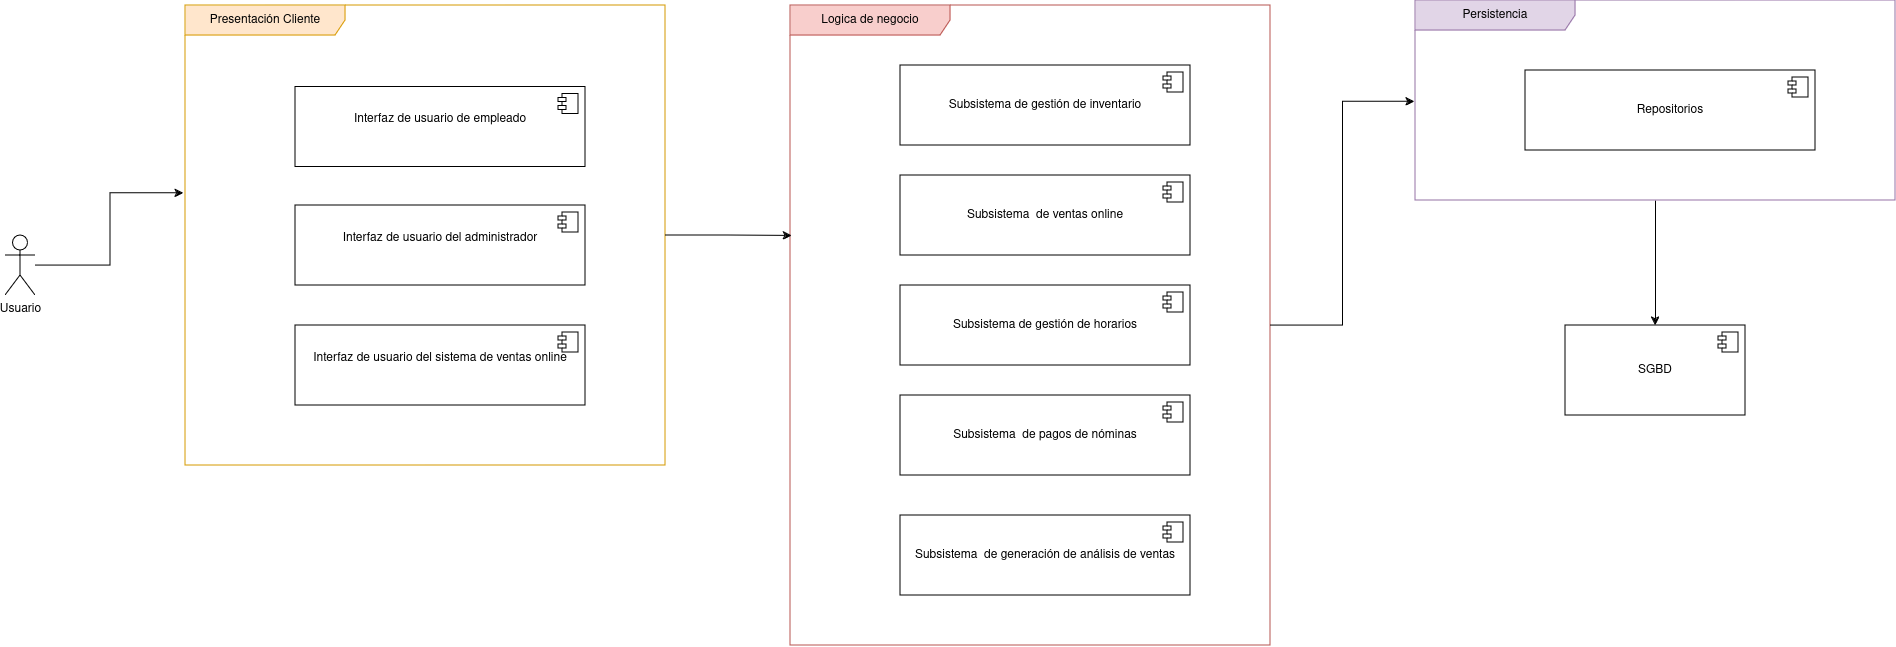 Usuario
Presentación Cliente
Interfaz de usuario de empleado
Interfaz de usuario del administrador
Interfaz de usuario del sistema de ventas online
Logica de negocio
Subsistema de gestión de inventario
Subsistema  de ventas online
Subsistema de gestión de horarios
Subsistema  de pagos de nóminas
Subsistema  de generación de análisis de ventas
Persistencia
Repositorios
SGBD